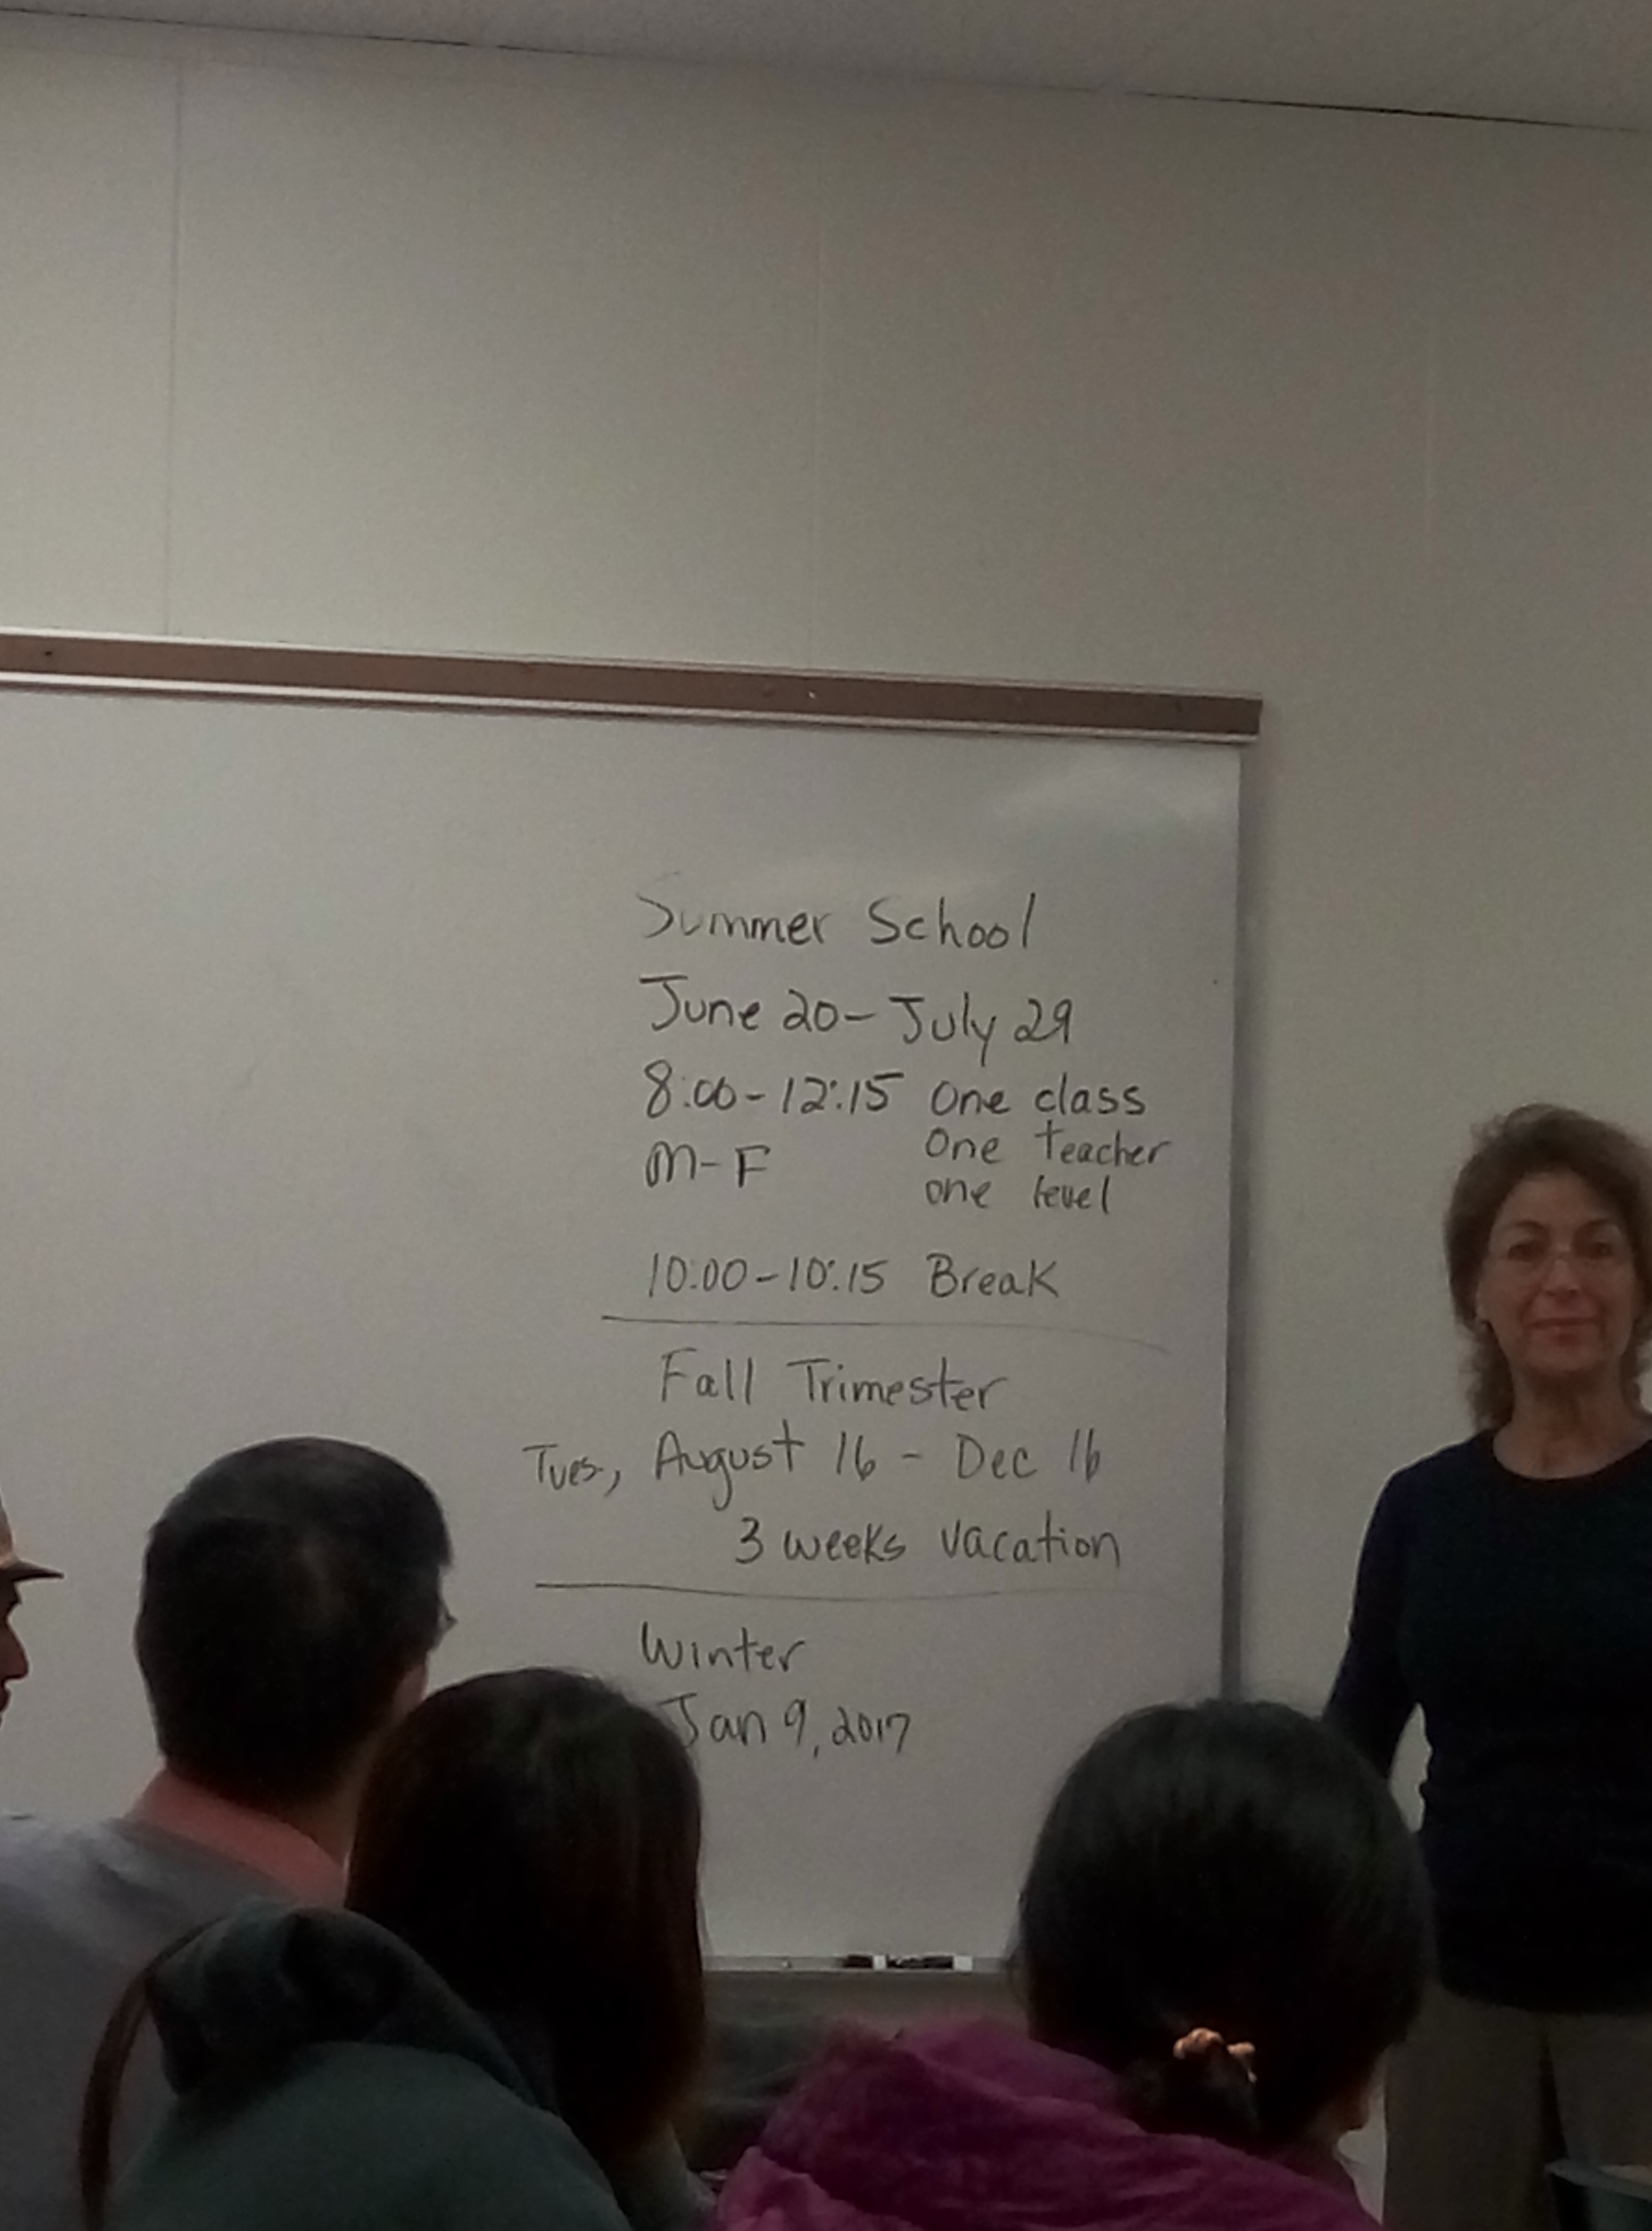 Summer School
June 20-July 29
8:00-12:15 One class
One teacher
M-F
one level
10:00-10:15 Break
Fall Trimester
Tues, August 16 - Dec 16
3 weeks vacation
Winter
Jan 9, 2017